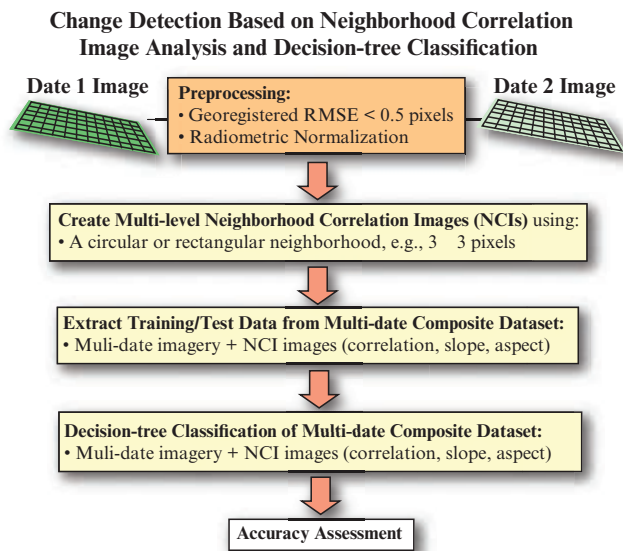 Change Detection Based on Neighborhood Correlation
Image Analysis and Decision-tree Classification
Date 1 Image
Preprocessing:
• Georegistered RMSE < 0.5 pixels
• Radiometric Normalization
Date 2 Image
Create Multi-level Neighborhood Correlation Images (NCIs) using:
• A circular or rectangular neighborhood, e.g., 3 3 pixels
Extract Training/Test Data from Multi-date Composite Dataset:
• Muli-date imagery + NCI images (correlation, slope, aspect)
Decision-tree Classification of Multi-date Composite Dataset:
• Muli-date imagery + NCI images (correlation, slope, aspect)
Accuracy Assessment